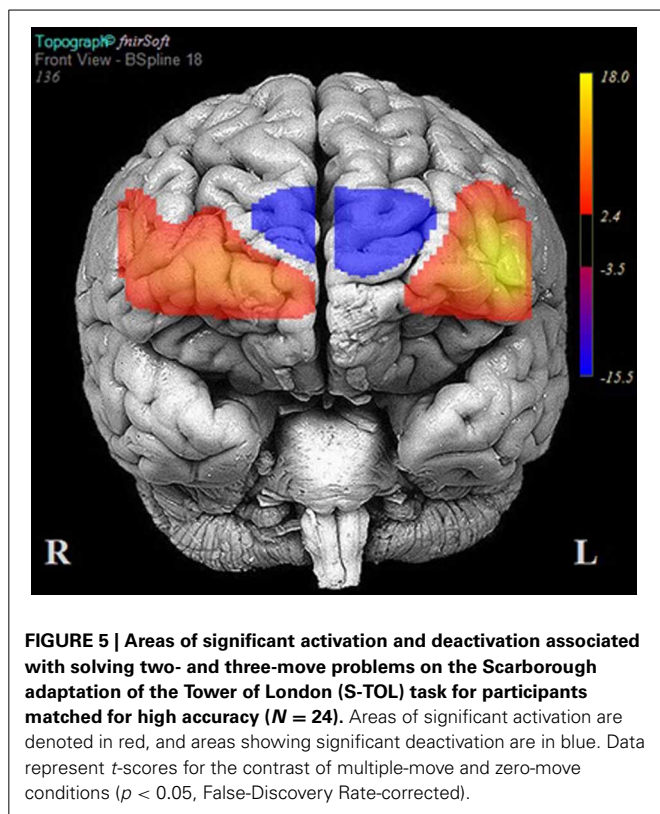 Topograph© fnirSoft
Front View - BSpline 18
136
18.0
2.4
-3.5
-15.5
R L
FIGURE 5 | Areas of significant activation and deactivation associated
with solving two- and three-move problems on the Scarborough
adaptation of the Tower of London (S-TOL) task for participants
matched for high accuracy (N = 24). Areas of significant activation are
denoted in red, and areas showing significant deactivation are in blue. Data
represent t-scores for the contrast of multiple-move and zero-move
conditions (p < 0.05, False-Discovery Rate-corrected).